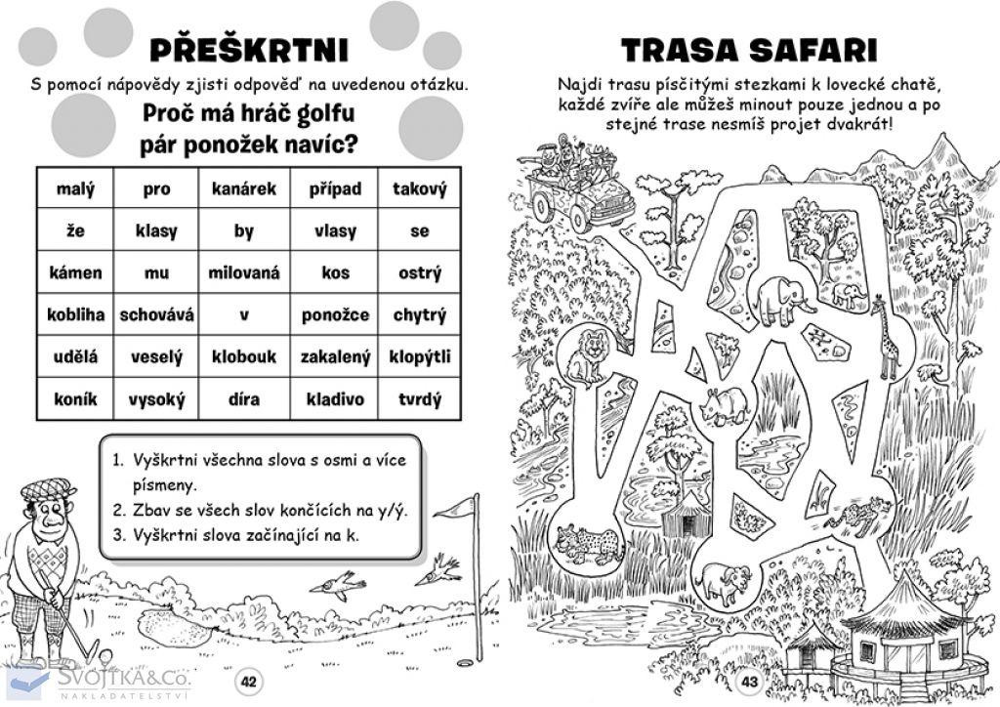 PŘEŠKRTNI
S pomocí nápovědy zjisti odpověď na uvedenou otázku.
Proč má hráč golfu
pár ponožek navíc?
malý pro kanárek případ takový
že klasy by vlasy se
kámen mu milovaná kos ostrý
kobliha schovává v ponožce chytrý
udělá veselý klobouk zakalený klopýtli
koník vysoký díra kladivo tvrdý
1. Vyškrtni všechna slova s osmi a více
písmeny.
2. Zbav se všech slov končících na y/ý.
3. Vyškrtni slova začínající na k.
SVOJTKA&CO.
NAKLADATELSTVÍ
42
TRASA SAFARI
Najdi trasu písčitými stezkami k lovecké chatě,
každé zvíře ale můžeš minout pouze jednou a po
stejné trase nesmíš projet dvakrát!
43